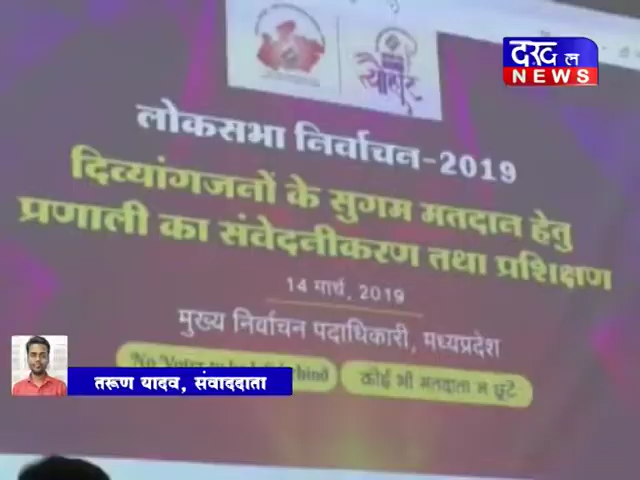 दखल
NEWS
त्यौहार
लोकसभा निर्वाचन-2019
दिव्यांगजनों के सुगम मतदान हेतु
प्रणाली का संवेदनीकरण तथा प्रशिक्षण
14 मार्च, 2019
मुख्य निर्वाचन पदाधिकारी, मध्यप्रदेश
कोई भी मतदाता न छूटे
तरूण यादव, संवाददाता